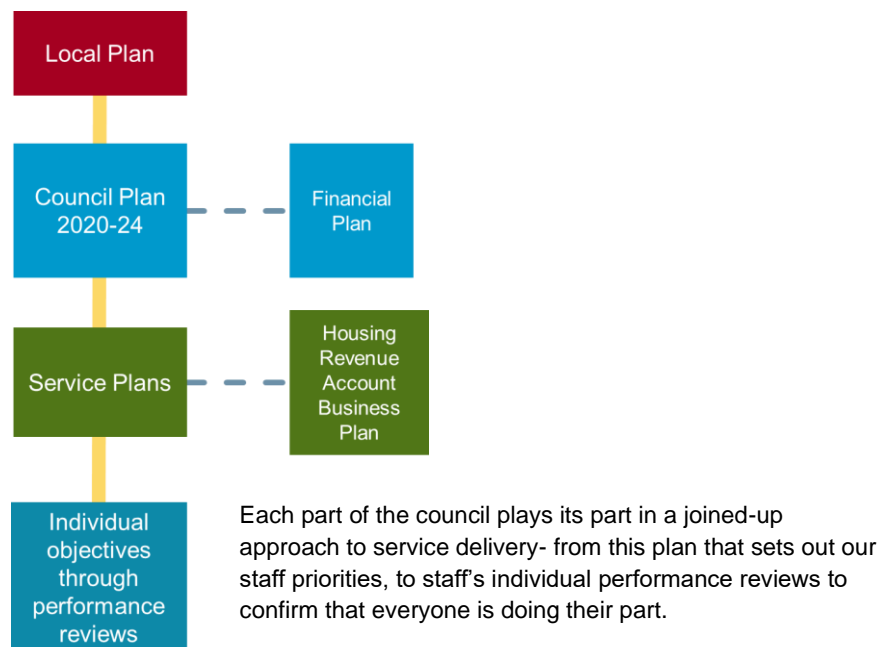 Local Plan
Council Plan
2020-24
Financial
Plan
Service Plans
Housing
Revenue
Account
Business
Plan
Individual
objectives
through
performance
reviews
Each part of the council plays its part in a joined-up
approach to service delivery- from this plan that sets out our
staff priorities, to staff’s individual performance reviews to
confirm that everyone is doing their part.